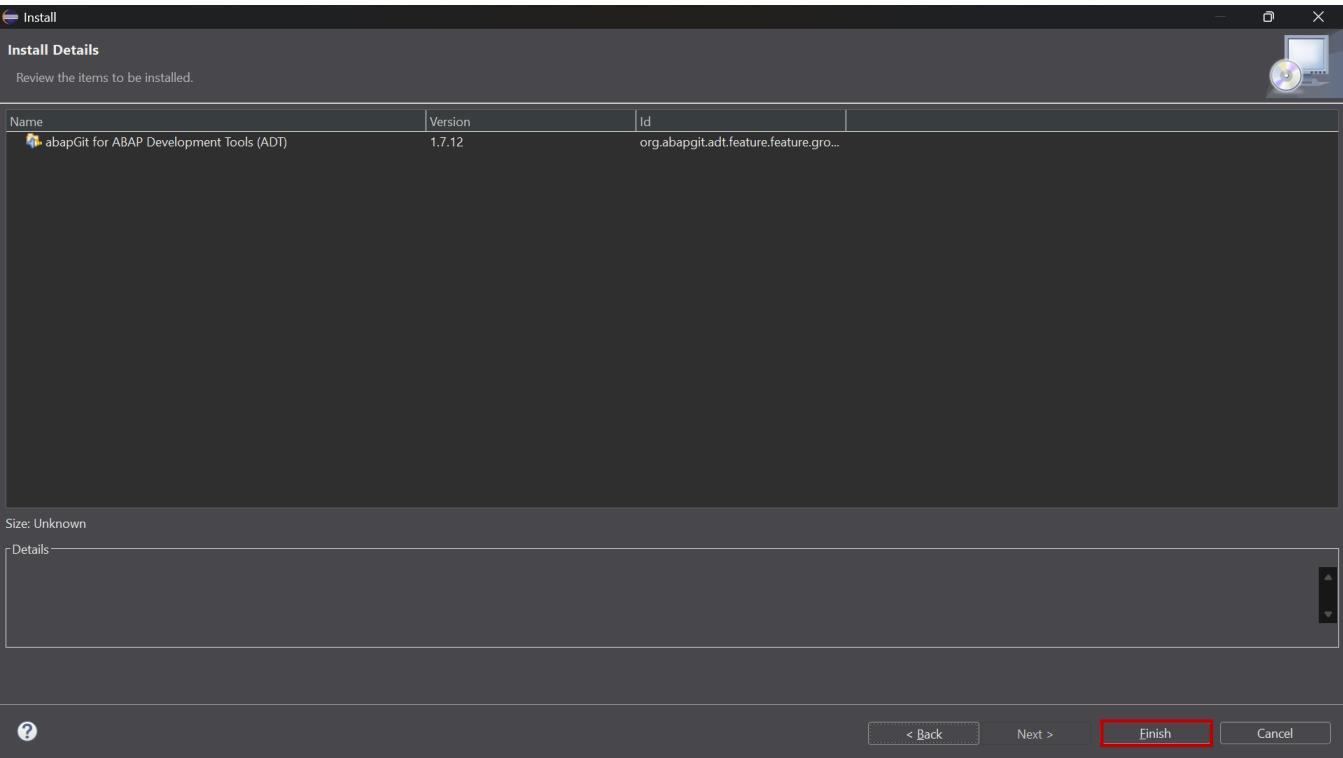 Install
Install Details
Review the items to be installed.
Name Version Id
abapGit for ABAP Development Tools (ADT) 1.7.12 org.abapgit.adt.feature.feature.gro...
Size: Unknown
Details
< Back Next > Finish Cancel